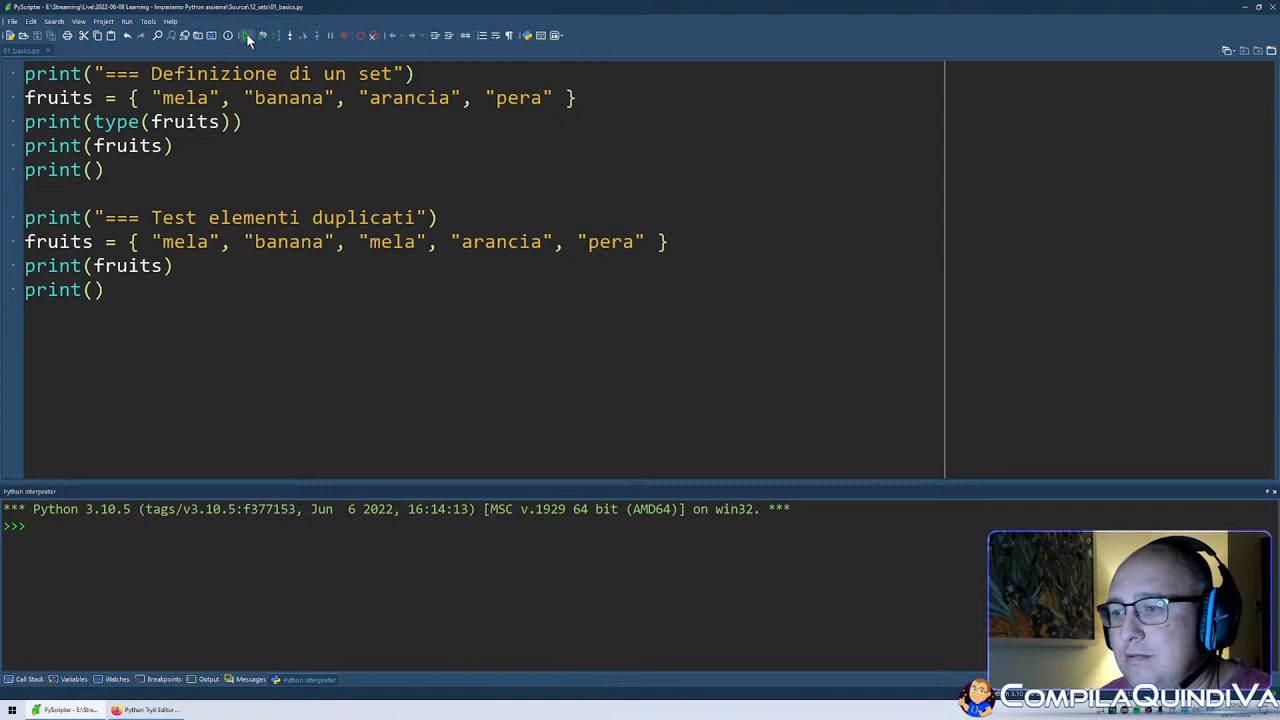 PyScripter - E:\Streaming\Live\2022-06-08 Learning - Impariamo Python assieme\Source\12_sets\01_basics.py
File Edit Search View Project Run Tools Help
01_basics.py
print("=== Definizione di un set")
fruits = { "mela", "banana", "arancia", "pera" }
print(type(fruits))
print(fruits)
print()
print("=== Test elementi duplicati")
fruits = { "mela", "banana", "mela", "arancia", "pera" }
print(fruits)
print()
Python interpreter
*** Python 3.10.5 (tags/v3.10.5:f377153, Jun  6 2022, 16:14:13) [MSC v.1929 64 bit (AMD64)] on win32. ***
>>>
Call Stack Variables Watches Breakpoints Output Messages Python interpreter
COMPILAQUINDIVA
PyScripter - E:\Stre... Python Tryit Editor ...